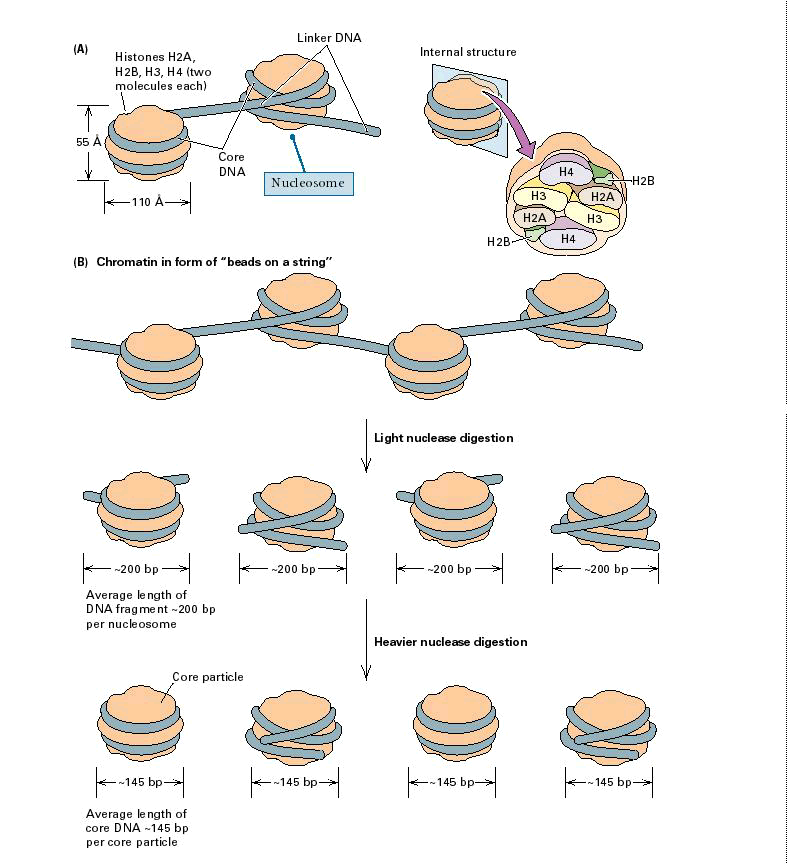 (A)
Histones H2A,
H2B, H3, H4 (two
molecules each)
Linker DNA
55 Å
110 Å
Core
DNA
Nucleosome
Internal structure
H4
H2B
H3
H2A
H2A
H3
H2B
H4
(B) Chromatin in form of “beads on a string”
Light nuclease digestion
~200 bp
~200 bp
~200 bp
~200 bp
Average length of
DNA fragment ~200 bp
per nucleosome
Heavier nuclease digestion
Core particle
~145 bp
~145 bp
~145 bp
~145 bp
Average length of
core DNA ~145 bp
per core particle